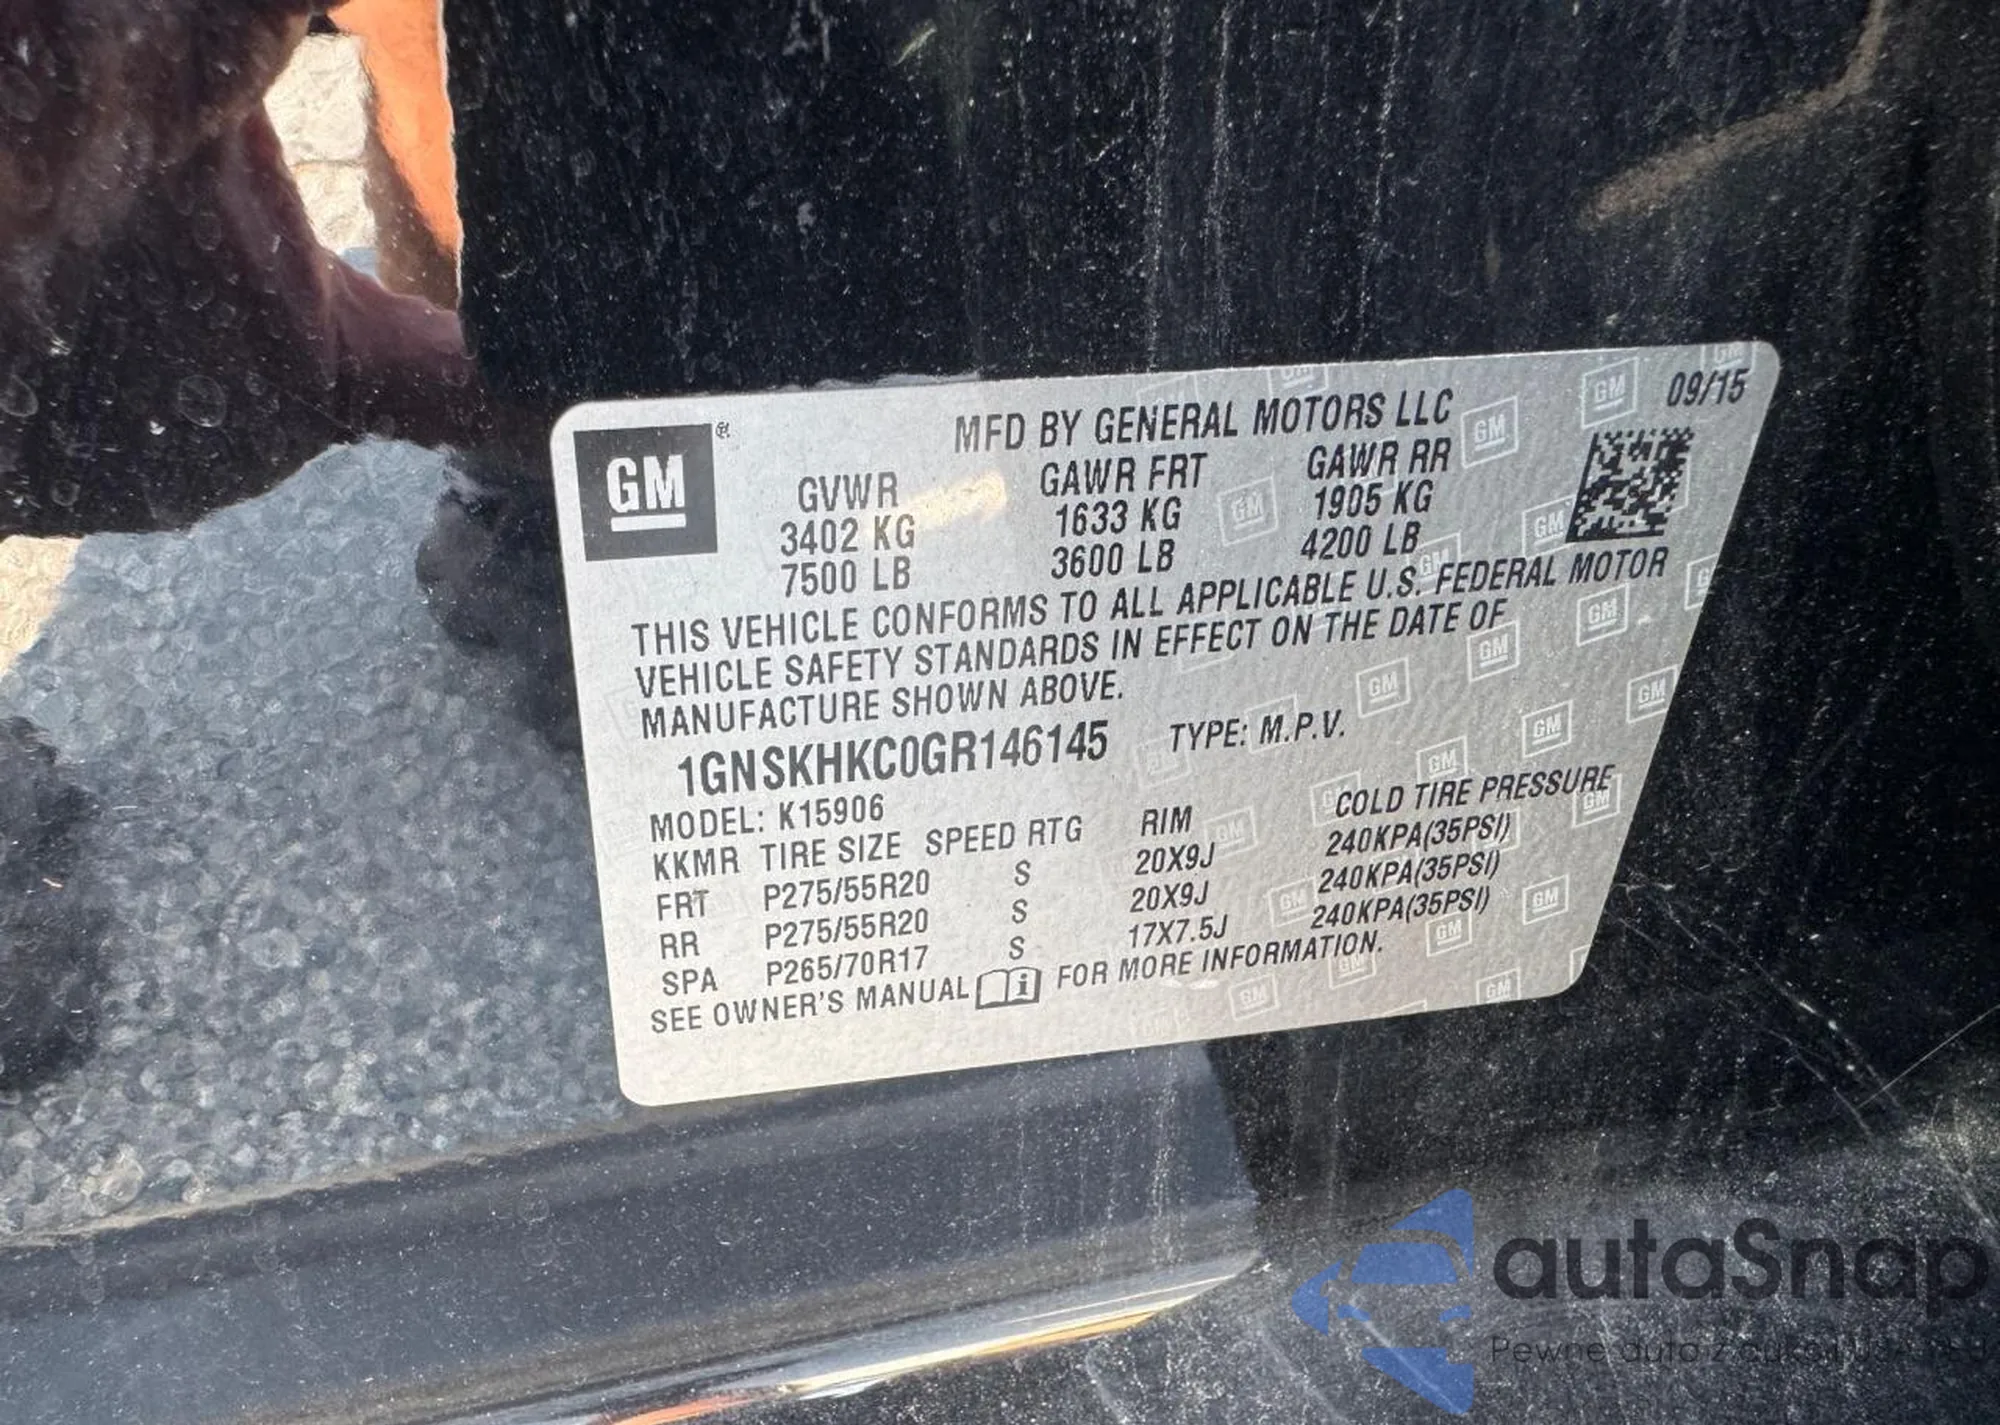 09/15
MFD BY GENERAL MOTORS LLC
GM
GVWR GAWR FRT GAWR RR
3402 KG 1633 KG 1905 KG
7500 LB 3600 LB 4200 LB
THIS VEHICLE CONFORMS TO ALL APPLICABLE U.S. FEDERAL MOTOR
VEHICLE SAFETY STANDARDS IN EFFECT ON THE DATE OF
MANUFACTURE SHOWN ABOVE.
1GNSKHKC0GR146145 TYPE: M.P.V.
MODEL: K15906
KKMR TIRE SIZE SPEED RTG RIM COLD TIRE PRESSURE
FRT P275/55R20 S 20X9J 240KPA(35PSI)
RR P275/55R20 S 20X9J 240KPA(35PSI)
SPA P265/70R17 S 17X7.5J 240KPA(35PSI)
SEE OWNER'S MANUAL FOR MORE INFORMATION.
autaSnap
Pewne auta z aukcji USA